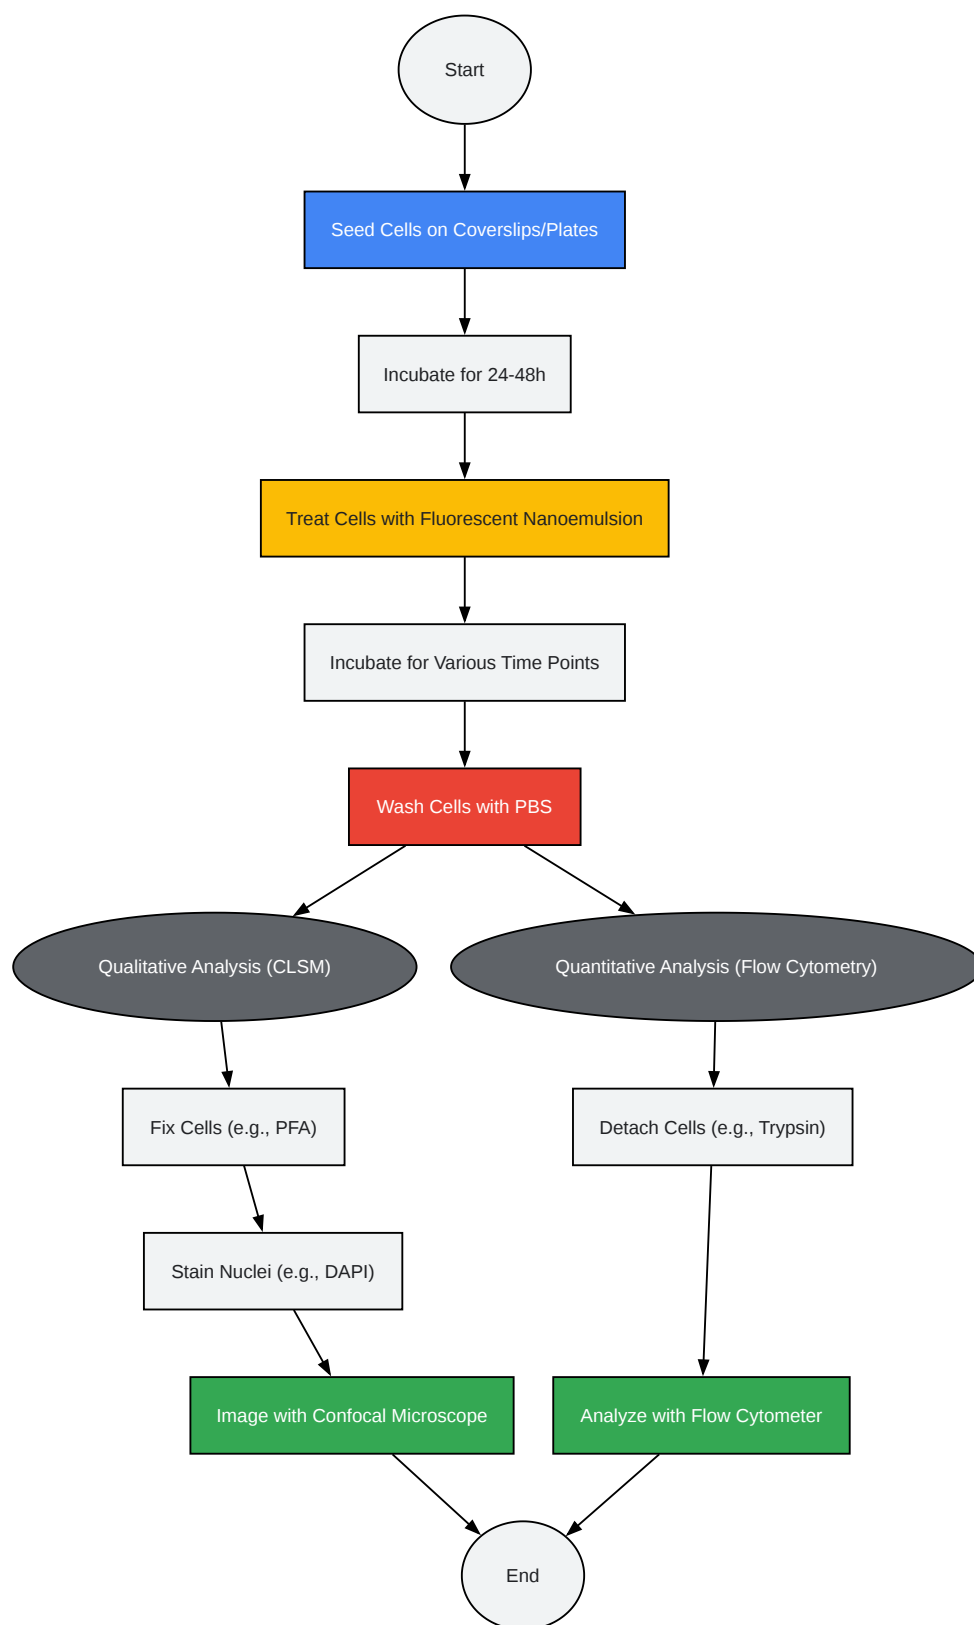 Start
Seed Cells on Coverslips/Plates
Incubate for 24-48h
Treat Cells with Fluorescent Nanoemulsion
Incubate for Various Time Points
Wash Cells with PBS
Qualitative Analysis (CLSM)
Quantitative Analysis (Flow Cytometry)
Fix Cells (e.g., PFA)
Detach Cells (e.g., Trypsin)
Stain Nuclei (e.g., DAPI)
Image with Confocal Microscope
Analyze with Flow Cytometer
End